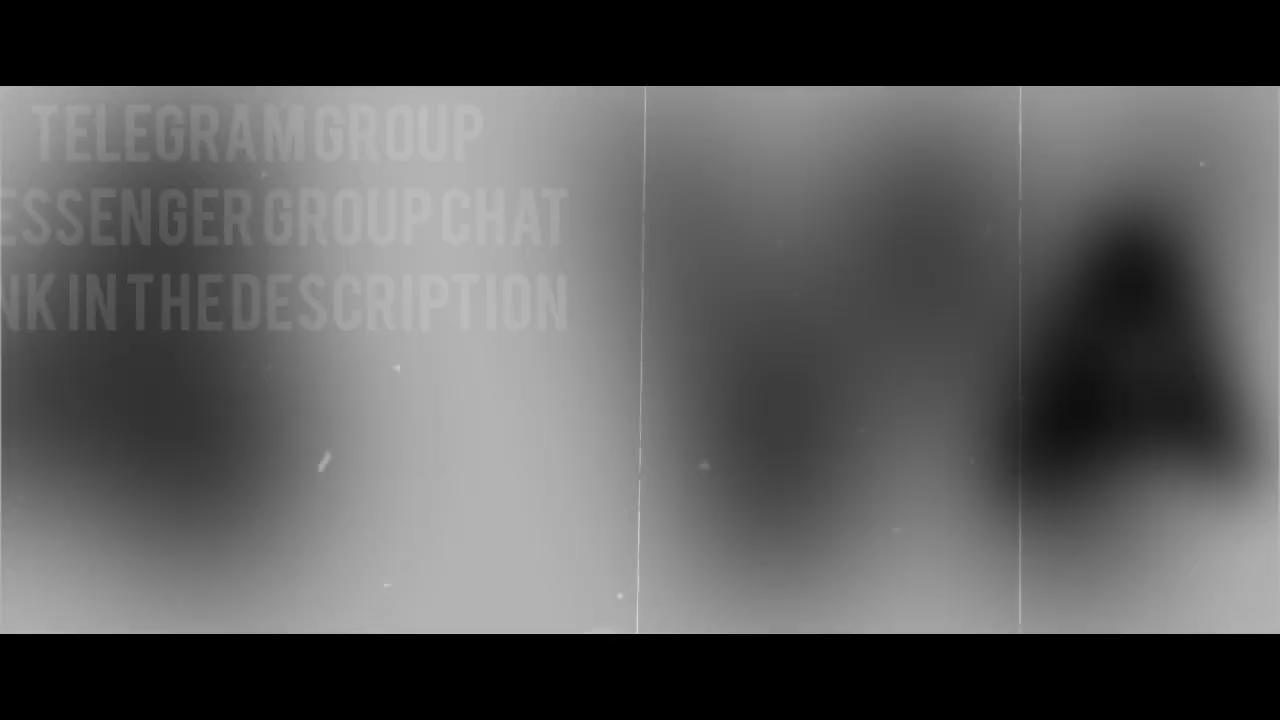 TELEGRAM GROUP
ESSENGER GROUP CHAT
NK IN THE DESCRIPTION